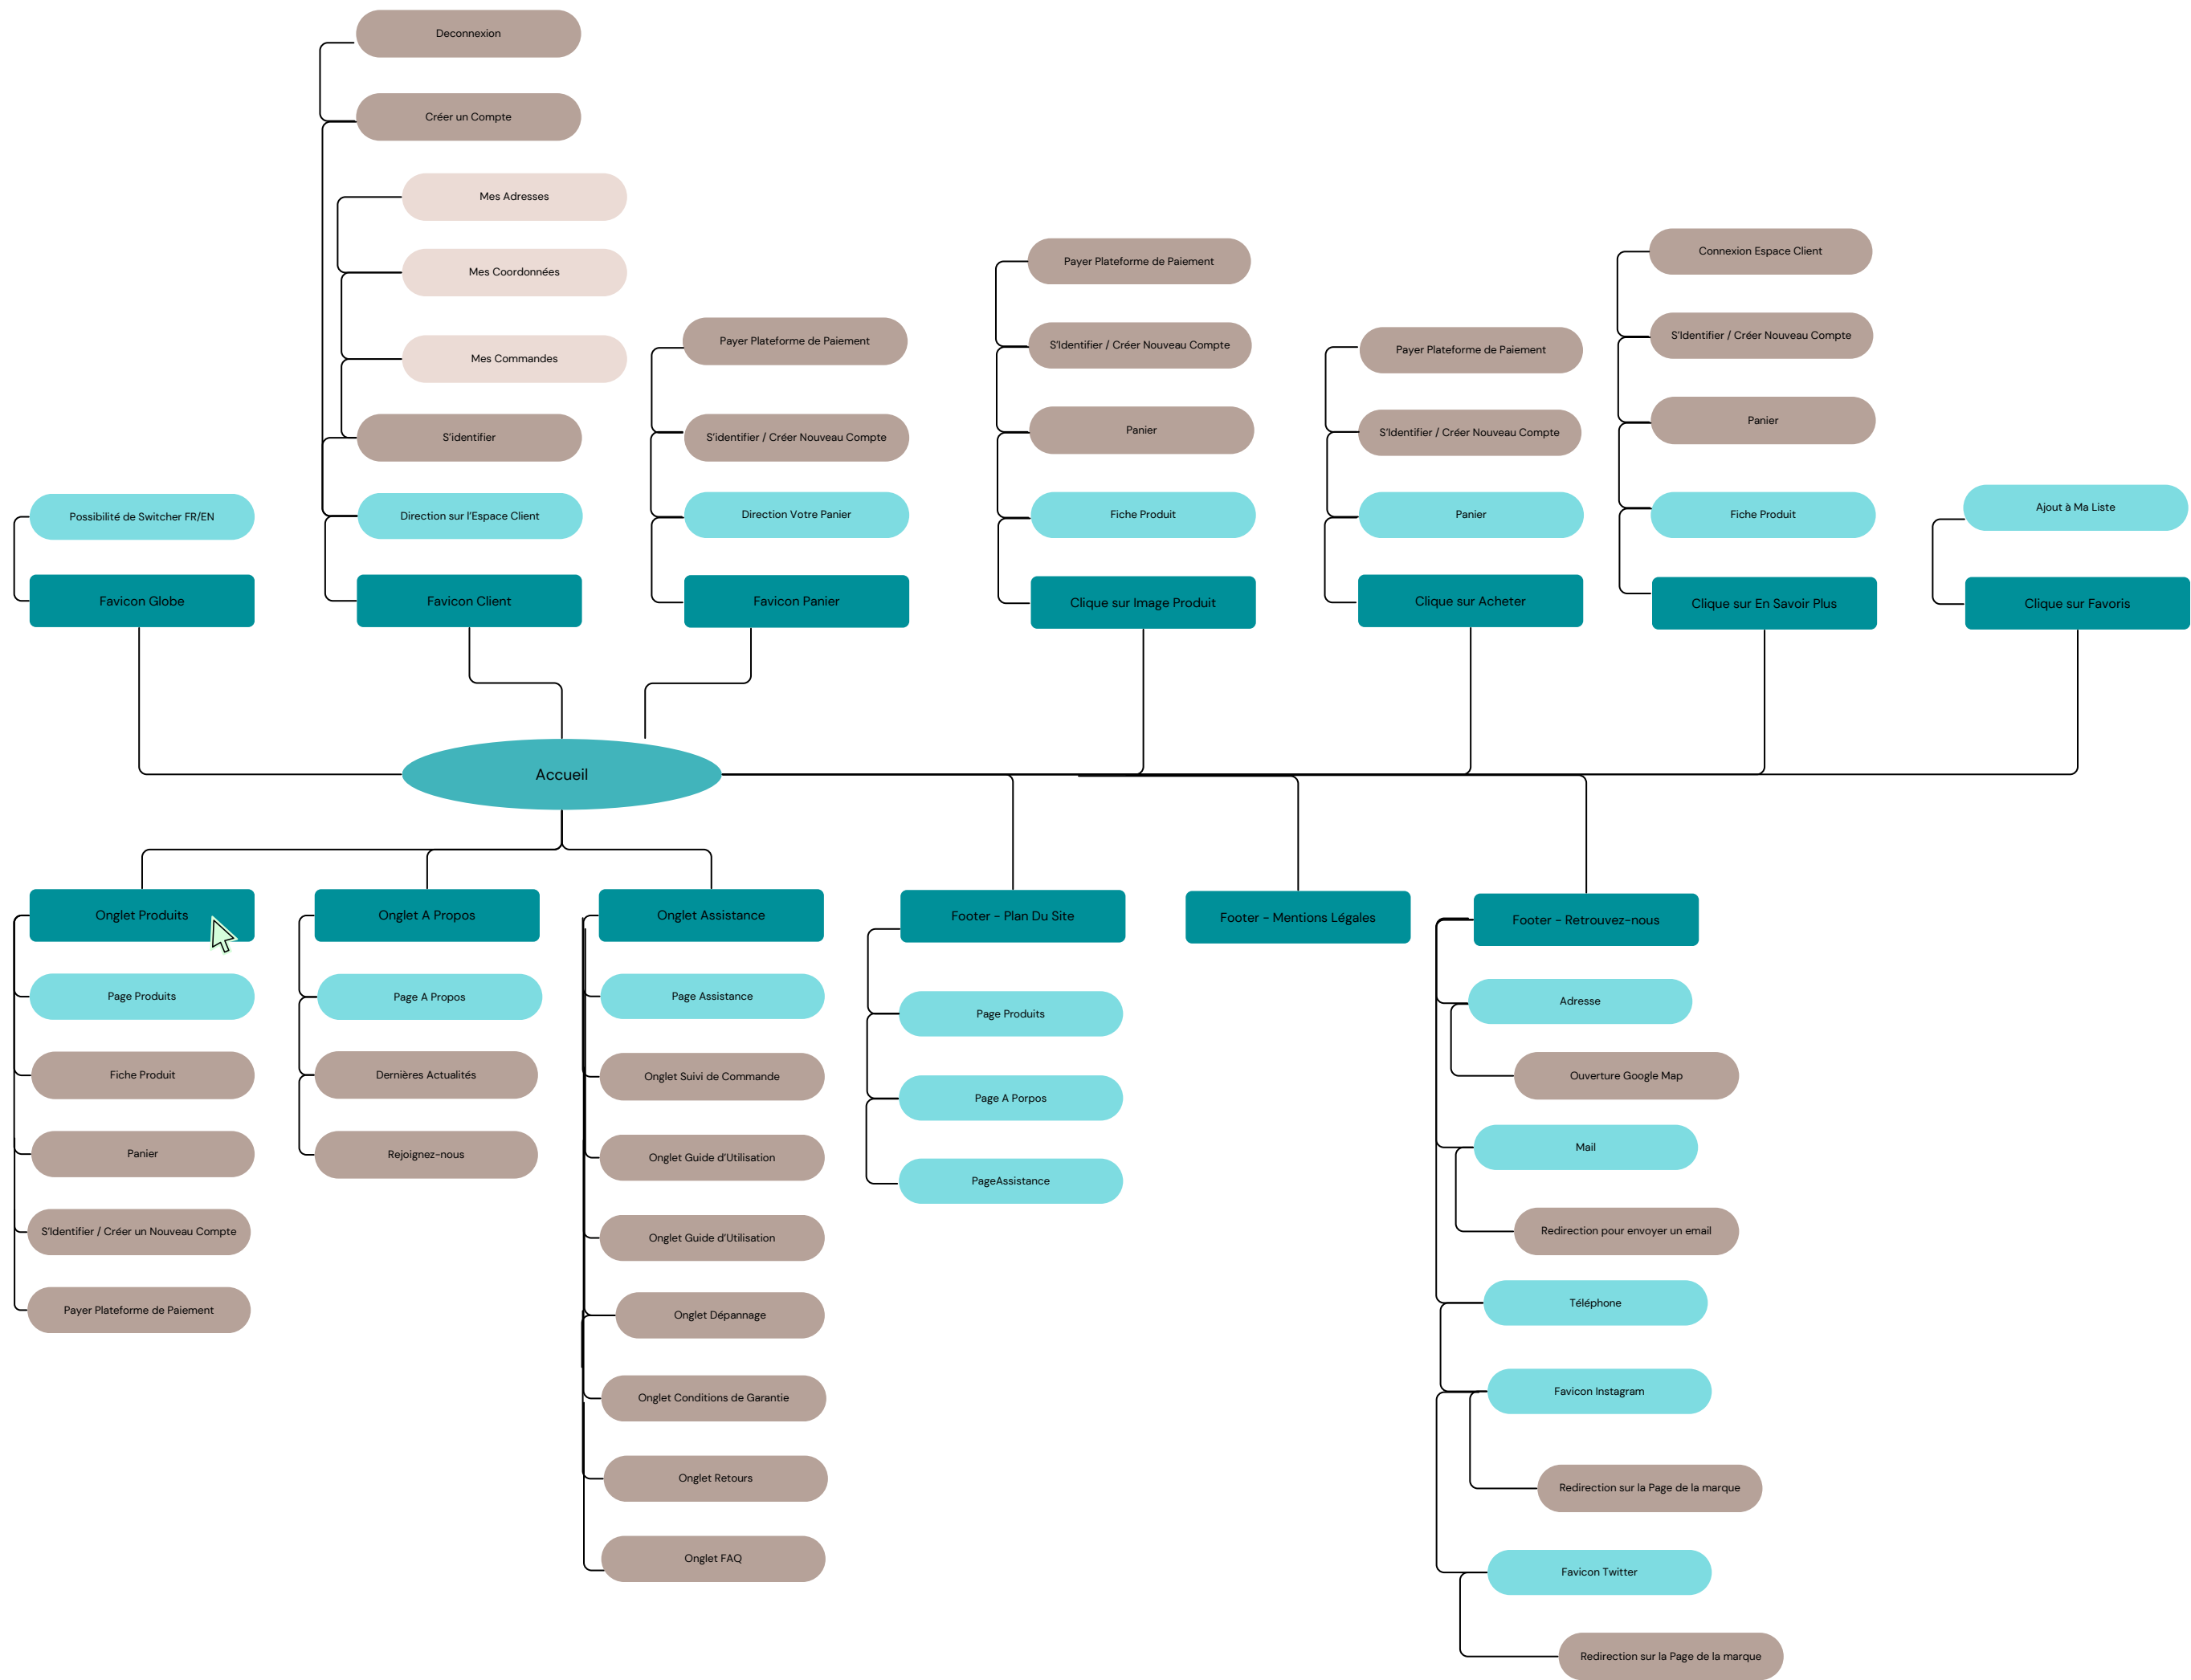 Deconnexion
Créer un Compte
Mes Adresses
Mes Coordonnées
Mes Commandes
S'identifier
Direction sur l'Espace Client
Favicon Client
Possibilité de Switcher FR/EN
Favicon Globe
Payer Plateforme de Paiement
S'identifier / Créer Nouveau Compte
Direction Votre Panier
Favicon Panier
Payer Plateforme de Paiement
S'Identifier / Créer Nouveau Compte
Panier
Fiche Produit
Clique sur Image Produit
Payer Plateforme de Paiement
S'Identifier / Créer Nouveau Compte
Panier
Clique sur Acheter
Connexion Espace Client
S'Identifier / Créer Nouveau Compte
Panier
Fiche Produit
Clique sur En Savoir Plus
Ajout à Ma Liste
Clique sur Favoris
Accueil
Onglet Produits
Page Produits
Fiche Produit
Panier
S'Identifier / Créer un Nouveau Compte
Payer Plateforme de Paiement
Onglet A Propos
Page A Propos
Dernières Actualités
Rejoignez-nous
Onglet Assistance
Page Assistance
Onglet Suivi de Commande
Onglet Guide d'Utilisation
Onglet Guide d'Utilisation
Onglet Dépannage
Onglet Conditions de Garantie
Onglet Retours
Onglet FAQ
Footer - Plan Du Site
Page Produits
Page A Porpos
PageAssistance
Footer - Mentions Légales
Footer - Retrouvez-nous
Adresse
Ouverture Google Map
Mail
Redirection pour envoyer un email
Téléphone
Favicon Instagram
Redirection sur la Page de la marque
Favicon Twitter
Redirection sur la Page de la marque